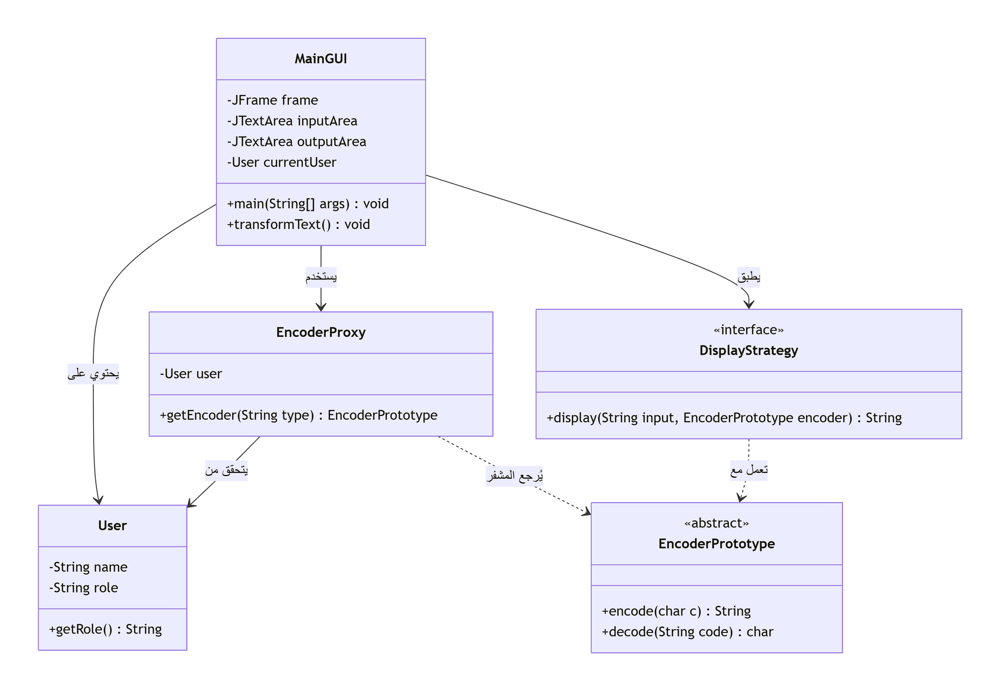 MainGUI
-JFrame frame
-JTextArea inputArea
-JTextArea outputArea
-User currentUser
+main(String[] args) : void
+transformText() : void
يستخدم
يطبق
يحتوي على
EncoderProxy
-User user
+getEncoder(String type) : EncoderPrototype
«interface»
DisplayStrategy
+display(String input, EncoderPrototype encoder) : String
يتحقق من
يُرجع المشفر
تعمل مع
User
-String name
-String role
+getRole() : String
«abstract»
EncoderPrototype
+encode(char c) : String
+decode(String code) : char